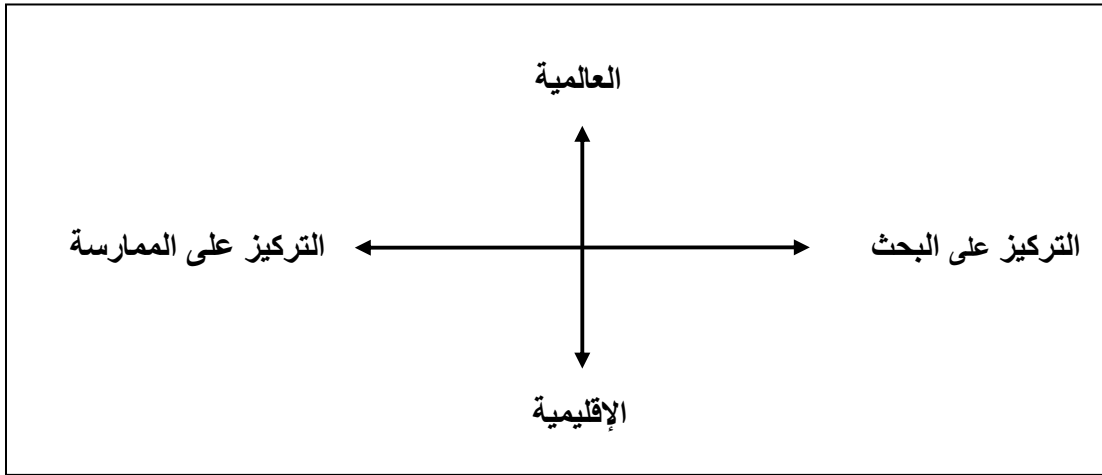 العالمية
التركيز على البحث
التركيز على الممارسة
الإقليمية